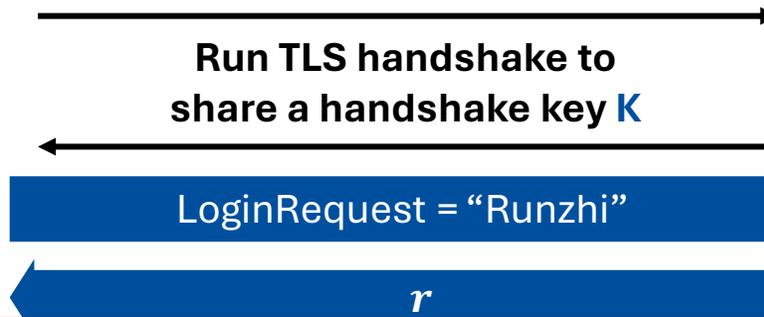 Run TLS handshake to
share a handshake key K
LoginRequest = “Runzhi”
r